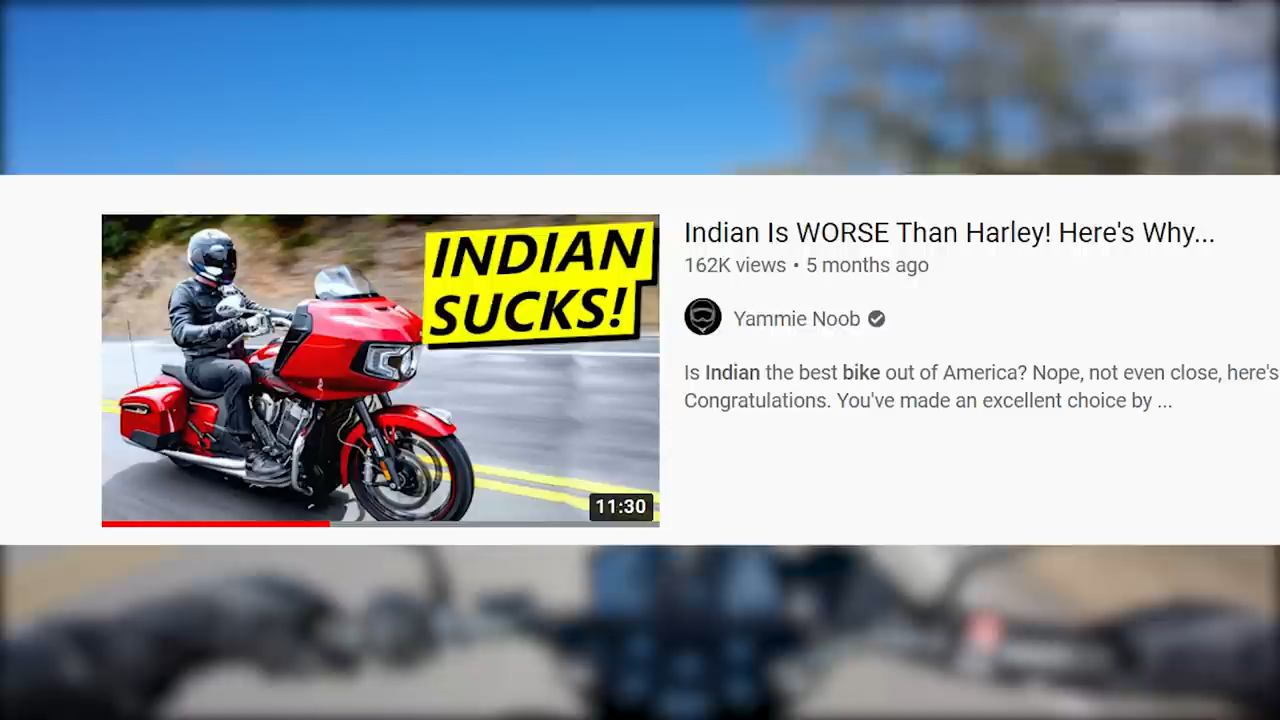 INDIAN
SUCKS!
11:30
Indian Is WORSE Than Harley! Here's Why...
162K views • 5 months ago
Yammie Noob
Is Indian the best bike out of America? Nope, not even close, here's
Congratulations. You've made an excellent choice by ...